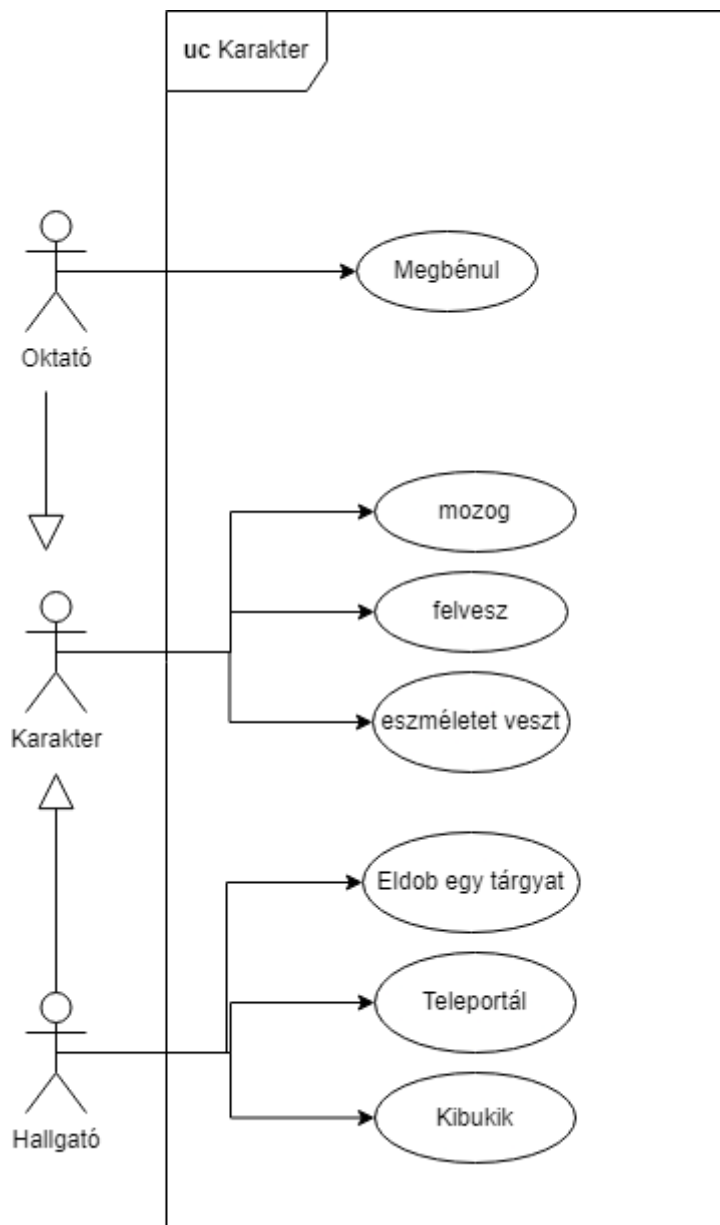 uc Karakter
Megbénul
Oktató
mozog
felvesz
eszméletet veszt
Karakter
Eldob egy tárgyat
Teleportál
Kibukik
Hallgató